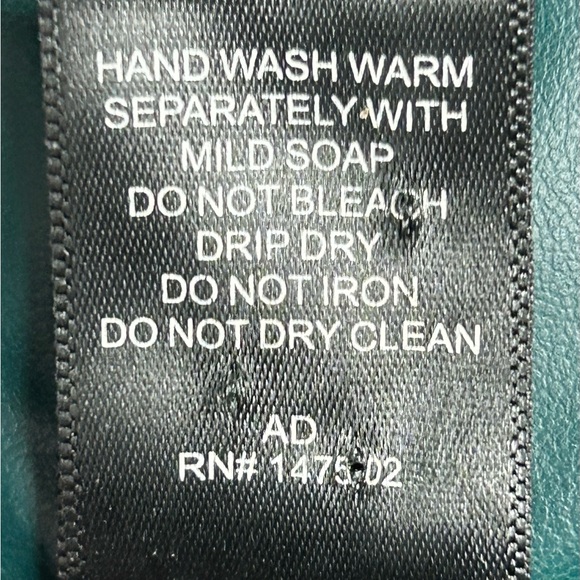 HAND WASH WARM
SEPARATELY WITH
MILD SOAP
DO NOT BLEACH
DRIP DRY
DO NOT IRON
DO NOT DRY CLEAN
AD
RN#